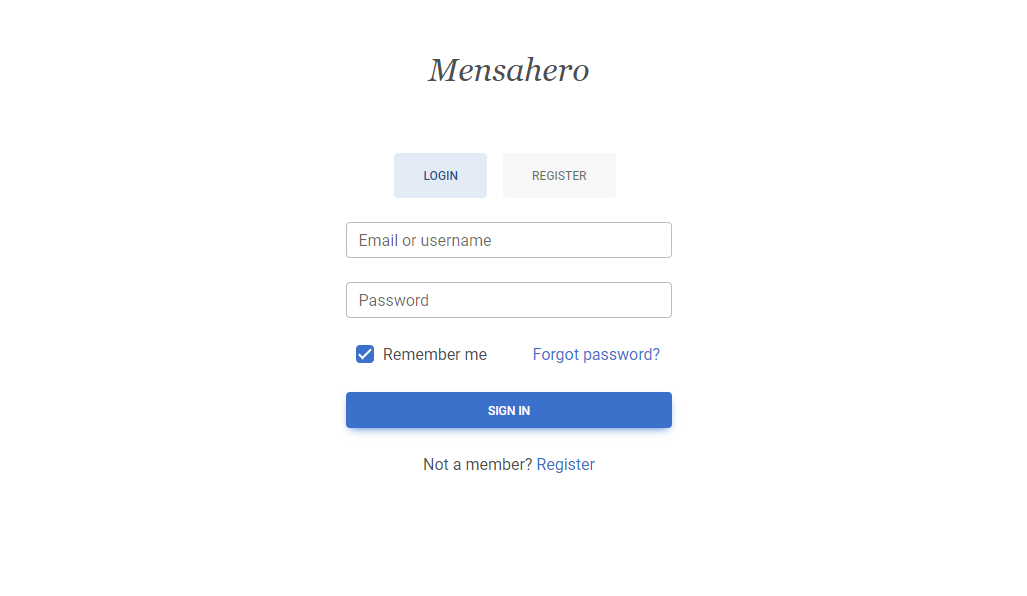 Mensahero
LOGIN REGISTER
Email or username
Password
Remember me Forgot password?
SIGN IN
Not a member? Register